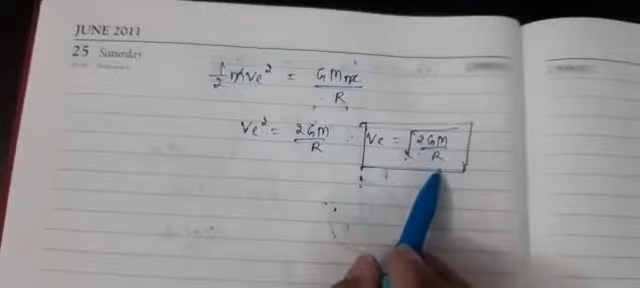 JUNE 2011
25 Saturday
1/2 mve² = GMm/R
ve² = 2GM/R
ve = √(2GM/R)